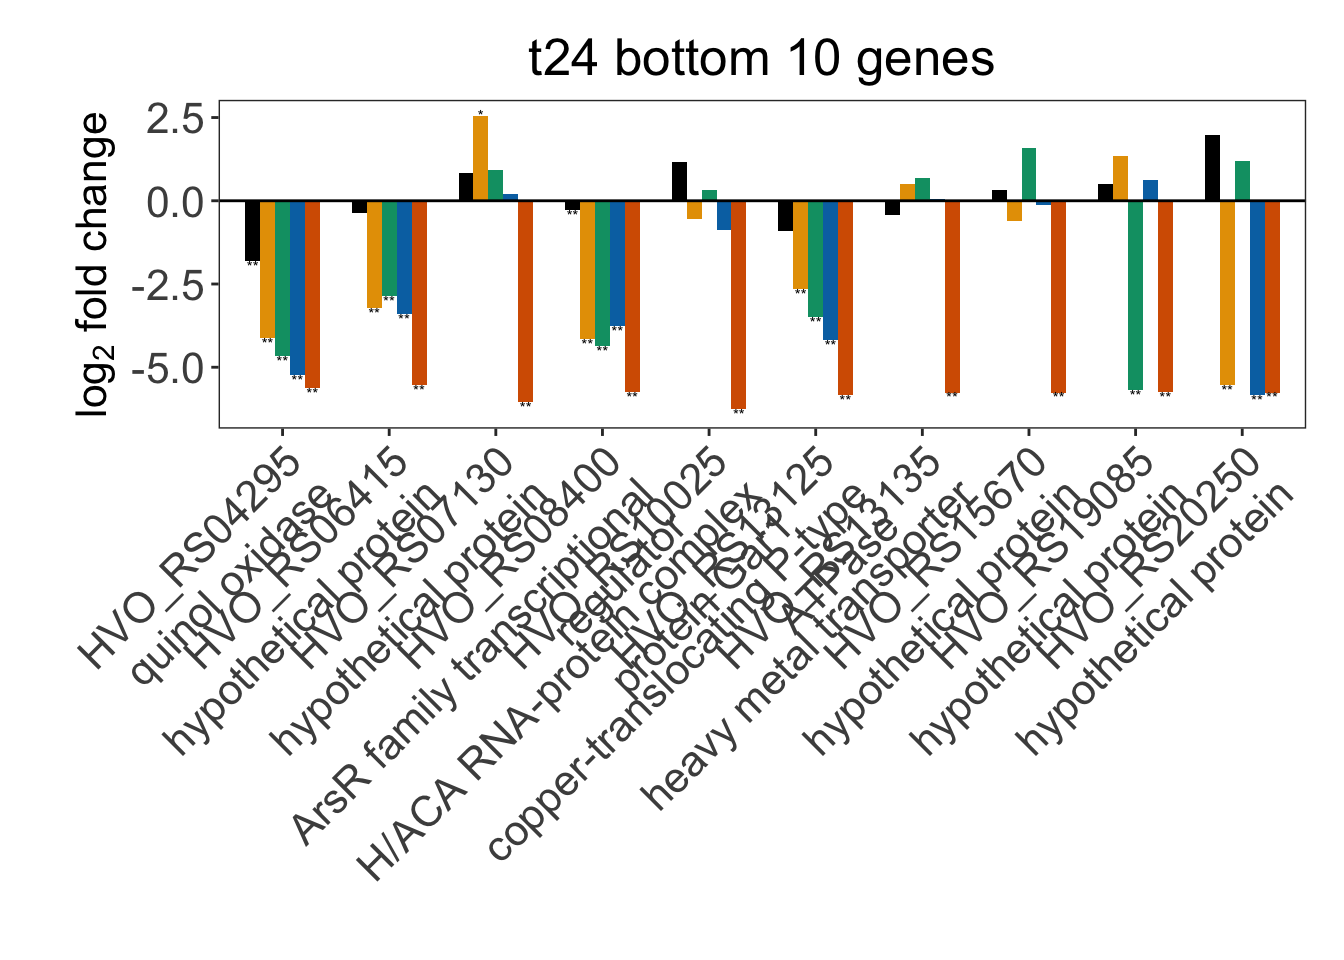 t24 bottom 10 genes
log2 fold change
2.5
0.0
-2.5
-5.0
HVO_RS04295
quinol oxidase
HVO_RS06415
hypothetical protein
HVO_RS07130
hypothetical protein
HVO_RS08400
ArsR family transcriptional
regulator
HVO_RS10025
H/ACA RNA-protein complex
protein Gar1
HVO_RS13125
copper-translocating P-type
ATPase
HVO_RS13135
heavy metal transporter
HVO_RS15670
hypothetical protein
HVO_RS19085
hypothetical protein
HVO_RS20250
hypothetical protein